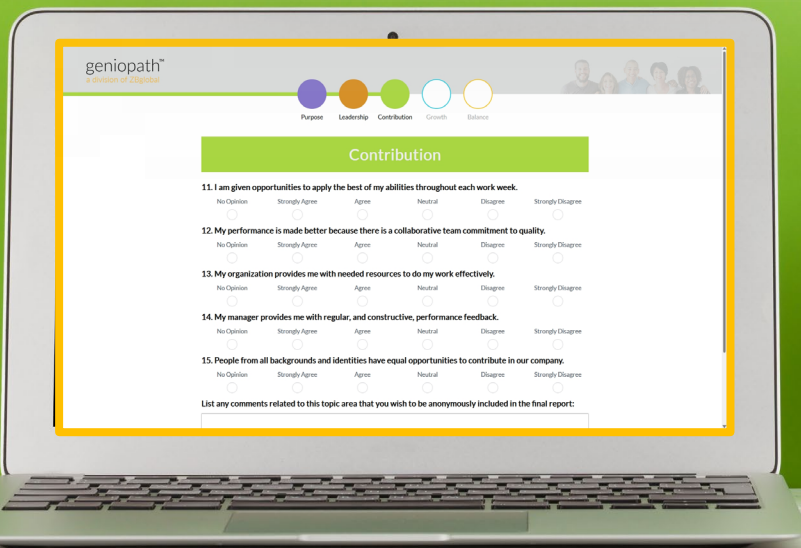 geniopath™
a division of ZEglobal
Purpose Leadership Contribution Growth Balance
Contribution
11. I am given opportunities to apply the best of my abilities throughout each work week.
No Opinion Strongly Agree Agree Neutral Disagree Strongly Disagree
12. My performance is made better because there is a collaborative team commitment to quality.
No Opinion Strongly Agree Agree Neutral Disagree Strongly Disagree
13. My organization provides me with needed resources to do my work effectively.
No Opinion Strongly Agree Agree Neutral Disagree Strongly Disagree
14. My manager provides me with regular, and constructive, performance feedback.
No Opinion Strongly Agree Agree Neutral Disagree Strongly Disagree
15. People from all backgrounds and identities have equal opportunities to contribute in our company.
No Opinion Strongly Agree Agree Neutral Disagree Strongly Disagree
List any comments related to this topic area that you wish to be anonymously included in the final report: